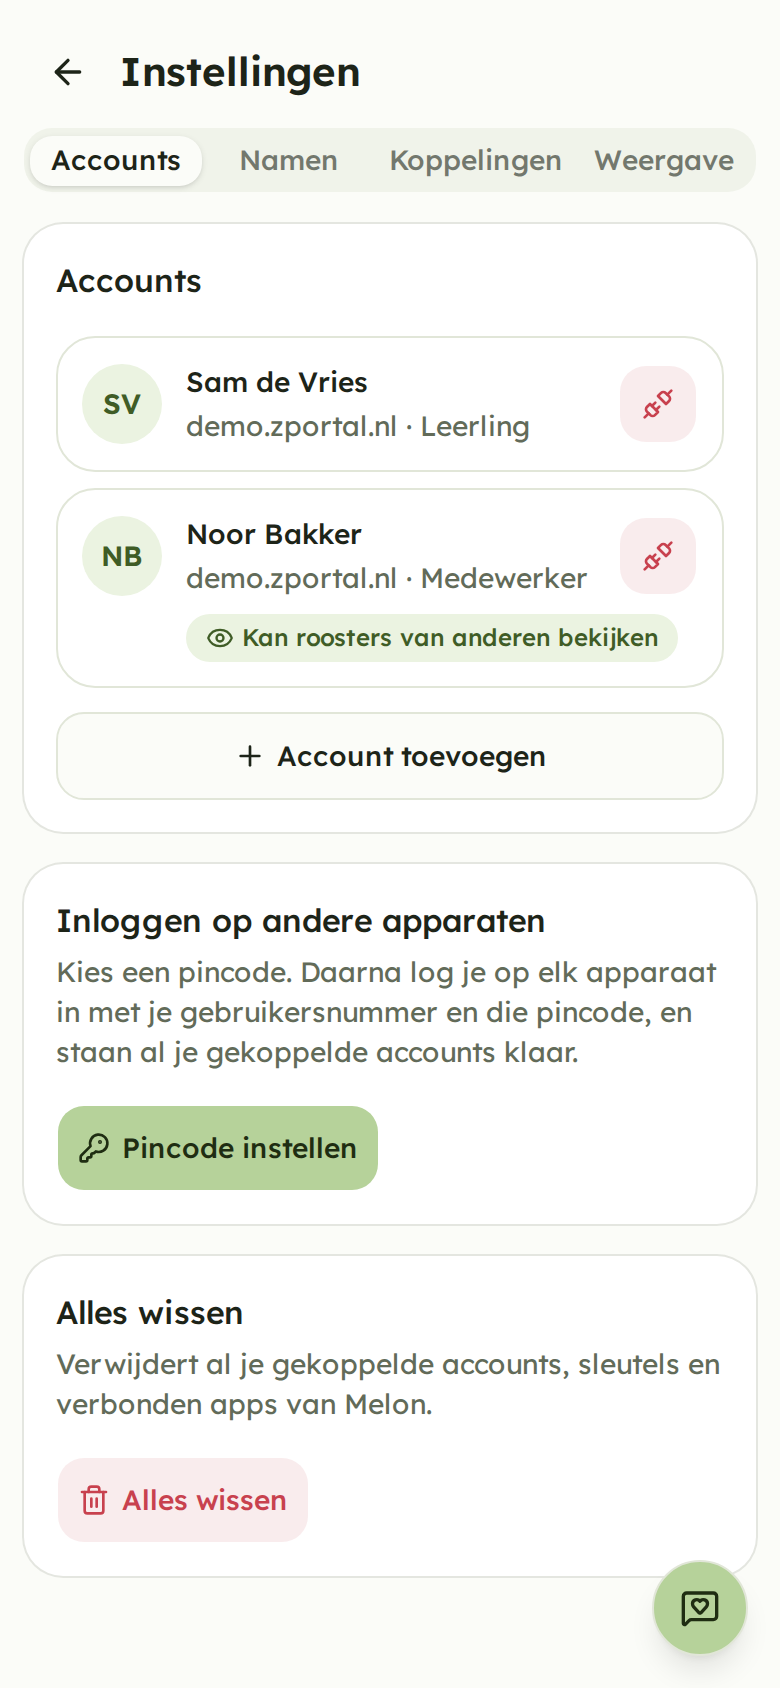 Instellingen
Accounts
Namen
Koppelingen
Weergave
Accounts
SV
Sam de Vries
demo.zportal.nl · Leerling
NB
Noor Bakker
demo.zportal.nl · Medewerker
Kan roosters van anderen bekijken
Account toevoegen
Inloggen op andere apparaten
Kies een pincode. Daarna log je op elk apparaat
in met je gebruikersnummer en die pincode, en
staan al je gekoppelde accounts klaar.
Pincode instellen
Alles wissen
Verwijdert al je gekoppelde accounts, sleutels en
verbonden apps van Melon.
Alles wissen